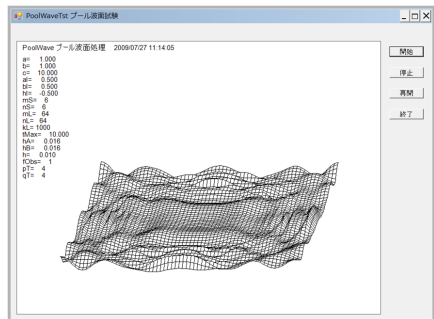 PoolWaveTst プール波面試験
PoolWave プール波面処理 2009/07/27 11:14:05
a= 1.000
b= 1.000
c= 10.000
al= 0.500
bl= 0.500
hl= -0.500
mS= 6
nS= 6
mL= 64
nL= 64
kL= 1000
tMax= 10.000
hA= 0.016
hB= 0.016
h= 0.010
fObs= 1
pT= 4
qT= 4
開始
停止
再開
終了